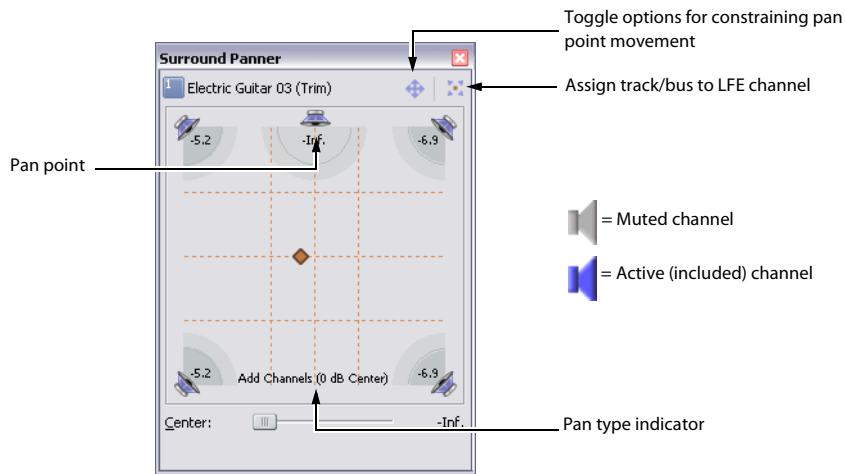 Toggle options for constraining pan
point movement
Surround Panner
1 Electric Guitar 03 (Trim)
Assign track/bus to LFE channel
-5.2 -Inf. -6.9
Pan point
= Muted channel
= Active (included) channel
-5.2 Add Channels (0 dB Center) -6.9
Center: -Inf.
Pan type indicator